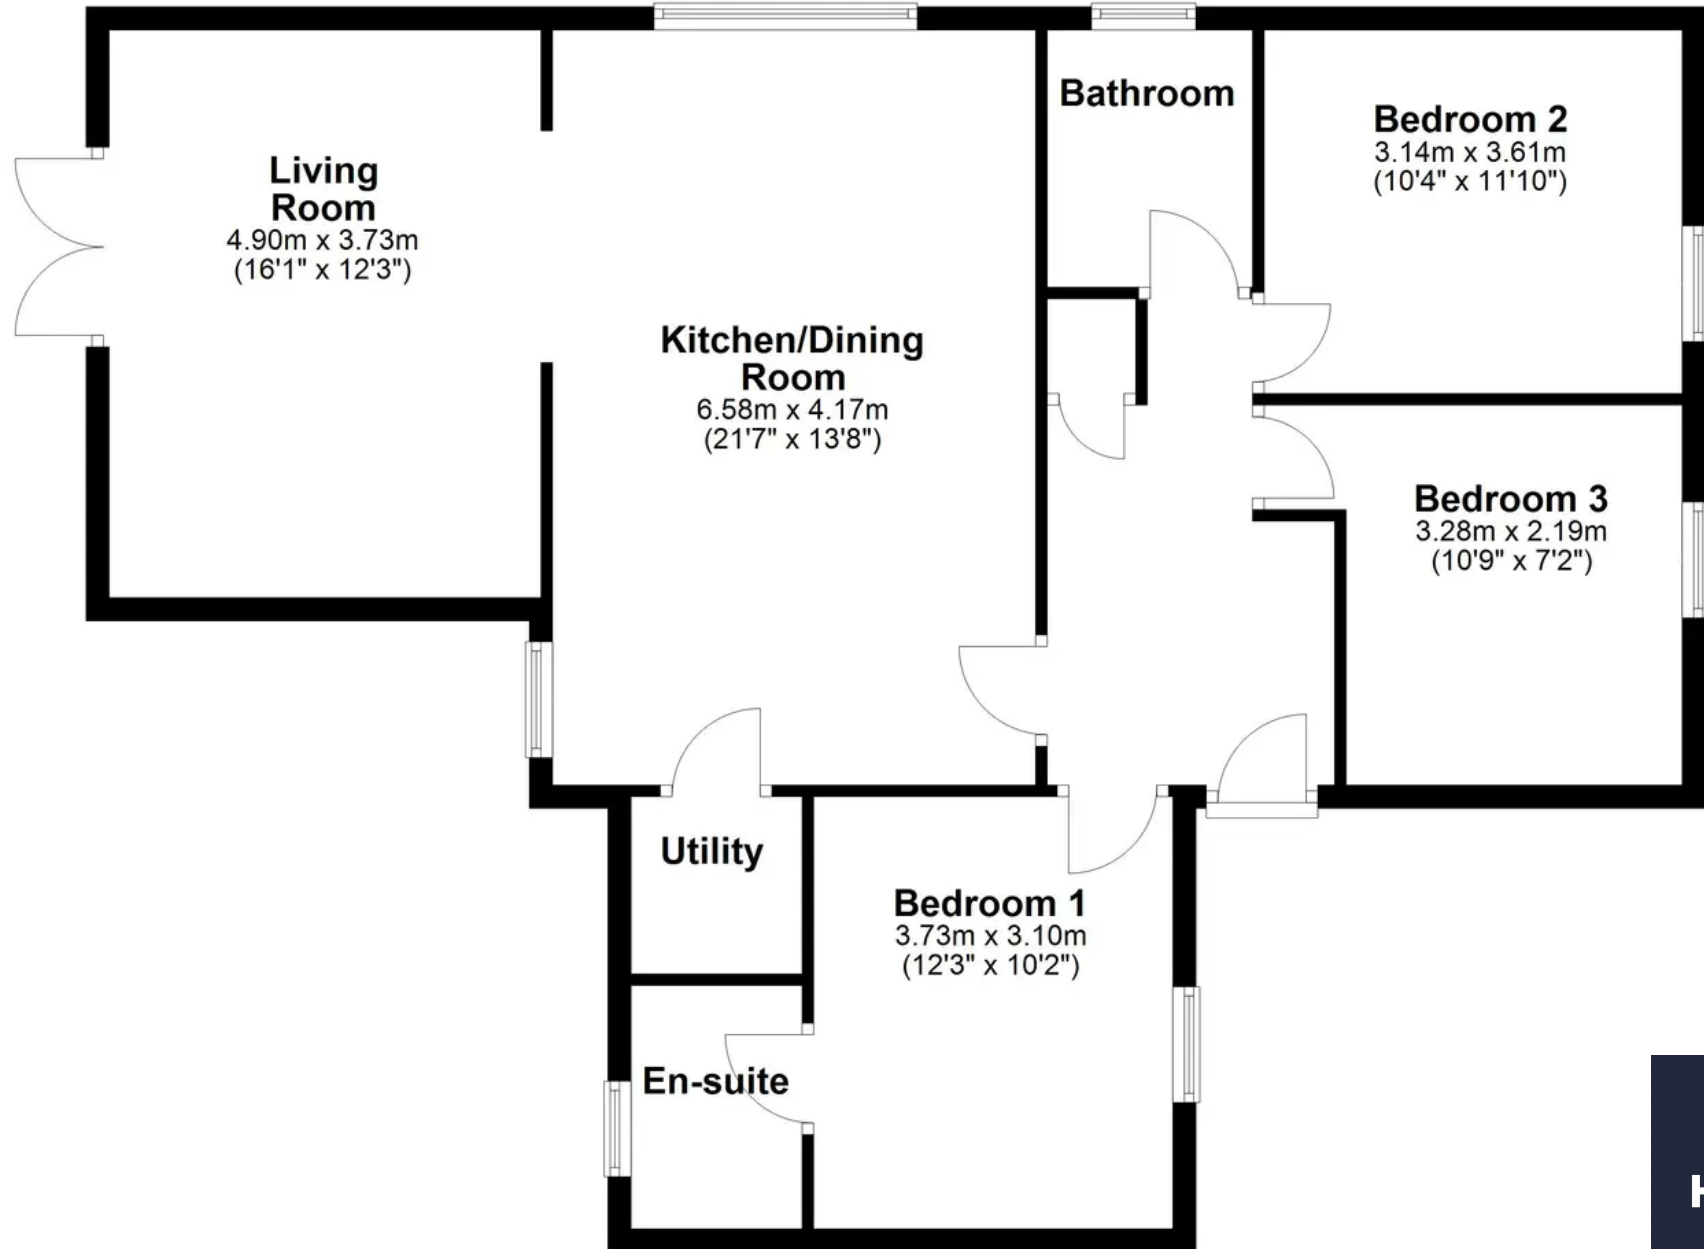 Living
Room
4.90m x 3.73m
(16'1" x 12'3")
Kitchen/Dining
Room
6.58m x 4.17m
(21'7" x 13'8")
Bathroom
Bedroom 2
3.14m x 3.61m
(10'4" x 11'10")
Bedroom 3
3.28m x 2.19m
(10'9" x 7'2")
Utility
Bedroom 1
3.73m x 3.10m
(12'3" x 10'2")
En-suite